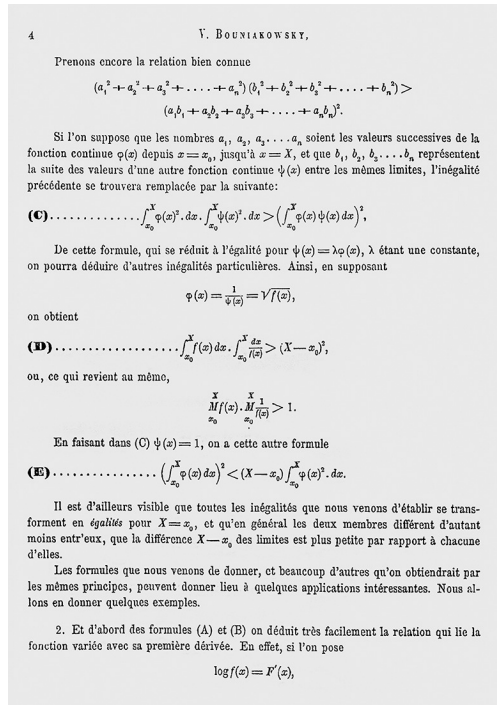 4 V. Bouniakowsky,
Prenons encore la relation bien connue
(a₁² + a₂² + a₃² + . . . . + aₙ²) (b₁² + b₂² + b₃² + . . . . + bₙ²) >
(a₁b₁ + a₂b₂ + a₃b₃ + . . . . + aₙbₙ)².
Si l'on suppose que les nombres a₁, a₂, a₃ . . . . aₙ soient les valeurs successives de la
fonction continue φ(x) depuis x = x₀, jusqu'à x = X, et que b₁, b₂, b₃ . . . . bₙ représentent
la suite des valeurs d'une autre fonction continue ψ(x) entre les mêmes limites, l'inégalité
précédente se trouvera remplacée par la suivante:
(C) . . . . . . . . . . . . . . ∫ₓ₀ˣ φ(x)² . dx . ∫ₓ₀ˣ ψ(x)² . dx > (∫ₓ₀ˣ φ(x) ψ(x) dx)²,
De cette formule, qui se réduit à l'égalité pour ψ(x) = λφ(x), λ étant une constante,
on pourra déduire d'autres inégalités particulières. Ainsi, en supposant
φ(x) = 1/ψ(x) = √f(x),
on obtient
(D) . . . . . . . . . . . . . . . . . . ∫ₓ₀ˣ f(x) dx . ∫ₓ₀ˣ dx/f(x) > (X — x₀)²,
ou, ce qui revient au même,
X X
M f(x) . M 1/f(x) > 1.
x₀ x₀
En faisant dans (C) ψ(x) = 1, on a cette autre formule
(E) . . . . . . . . . . . . . . . . (∫ₓ₀ˣ φ(x) dx)² < (X — x₀) ∫ₓ₀ˣ φ(x)² . dx.
Il est d'ailleurs visible que toutes les inégalités que nous venons d'établir se trans-
forment en égalités pour X = x₀, et qu'en général les deux membres diffèrent d'autant
moins entr'eux, que la différence X — x₀ des limites est plus petite par rapport à chacune
d'elles.
Les formules que nous venons de donner, et beaucoup d'autres qu'on obtiendrait par
les mêmes principes, peuvent donner lieu à quelques applications intéressantes. Nous al-
lons en donner quelques exemples.
2. Et d'abord des formules (A) et (B) on déduit très facilement la relation qui lie la
fonction variée avec sa première dérivée. En effet, si l'on pose
log f(x) = F′(x),